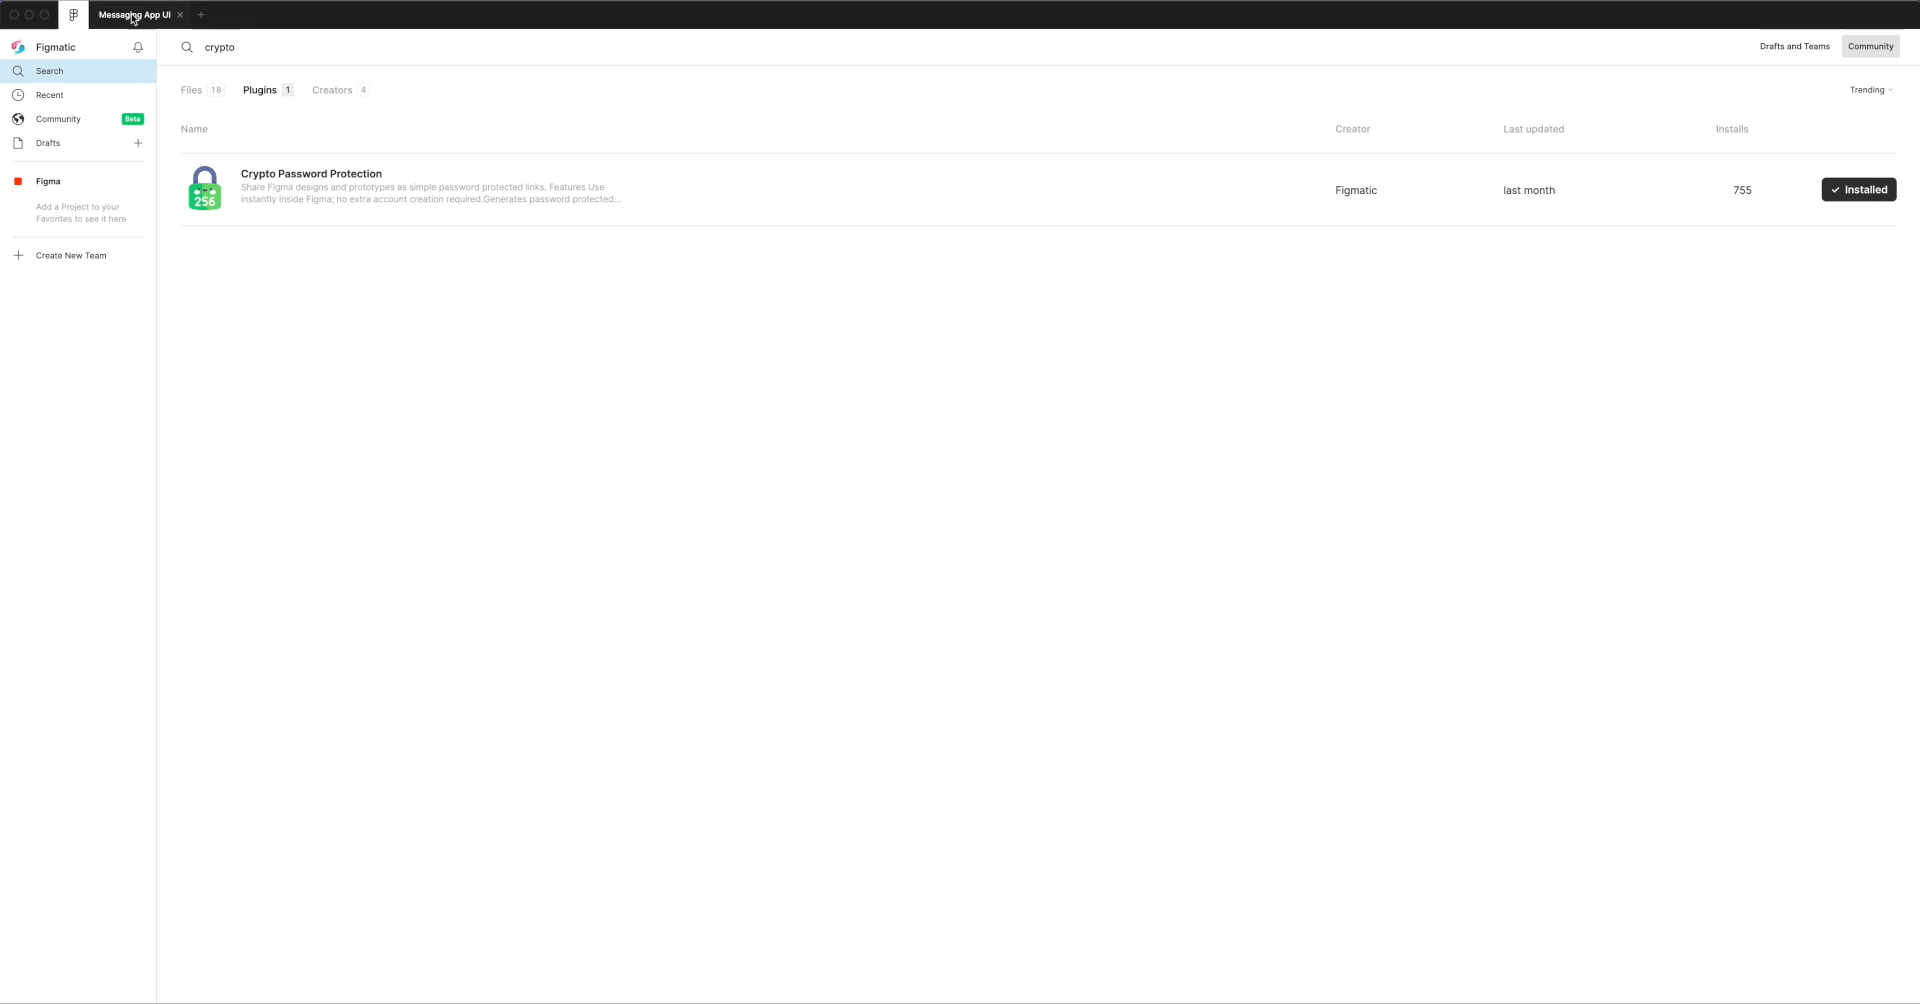 Messaging App UI
Figmatic
crypto
Drafts and Teams
Community
Search
Recent
Community
Beta
Drafts
Figma
Add a Project to your
Favorites to see it here
Create New Team
Files 18
Plugins 1
Creators 4
Trending
Name
Creator
Last updated
Installs
256
Crypto Password Protection
Share Figma designs and prototypes as simple password protected links. Features Use
instantly inside Figma; no extra account creation required.Generates password protected...
Figmatic
last month
755
Installed